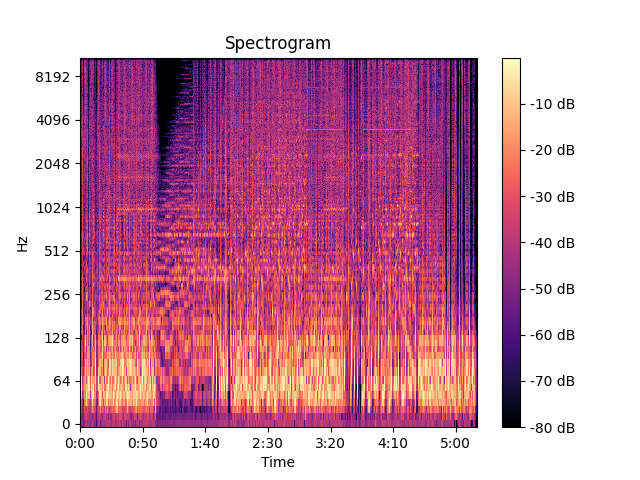 Spectrogram
8192
4096
2048
1024
512
256
128
64
0
Hz
0:00 0:50 1:40 2:30 3:20 4:10 5:00
Time
-10 dB
-20 dB
-30 dB
-40 dB
-50 dB
-60 dB
-70 dB
-80 dB